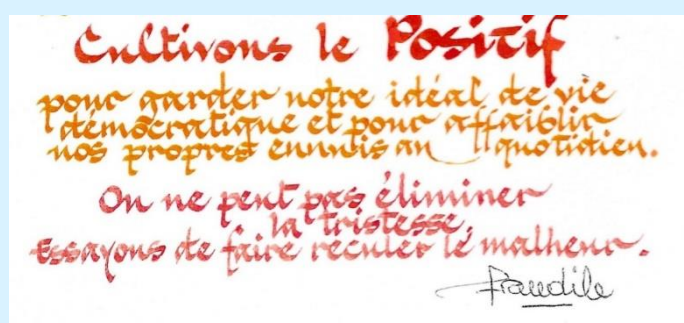 Cultivons le Positif
pour garder notre idéal de vie
démocratique et pour affaiblir
nos propres ennuis au quotidien.
On ne peut pas éliminer
la tristesse,
Essayons de faire reculer le malheur.